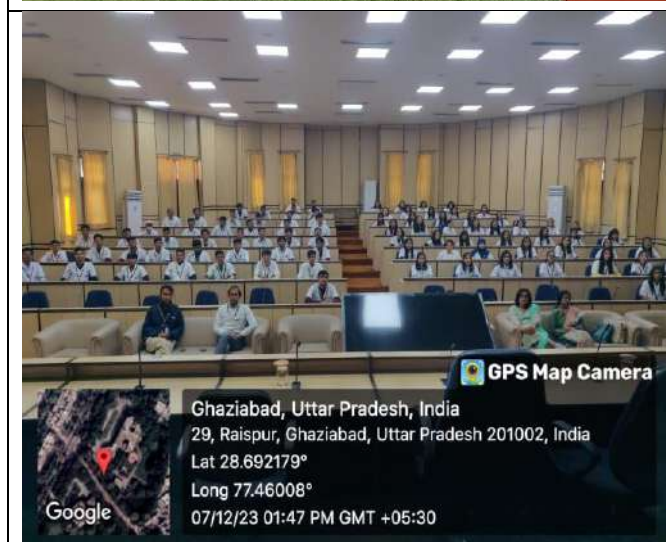 GPS Map Camera
Ghaziabad, Uttar Pradesh, India
29, Raispur, Ghaziabad, Uttar Pradesh 201002, India
Lat 28.692179°
Long 77.46008°
07/12/23 01:47 PM GMT +05:30
Google